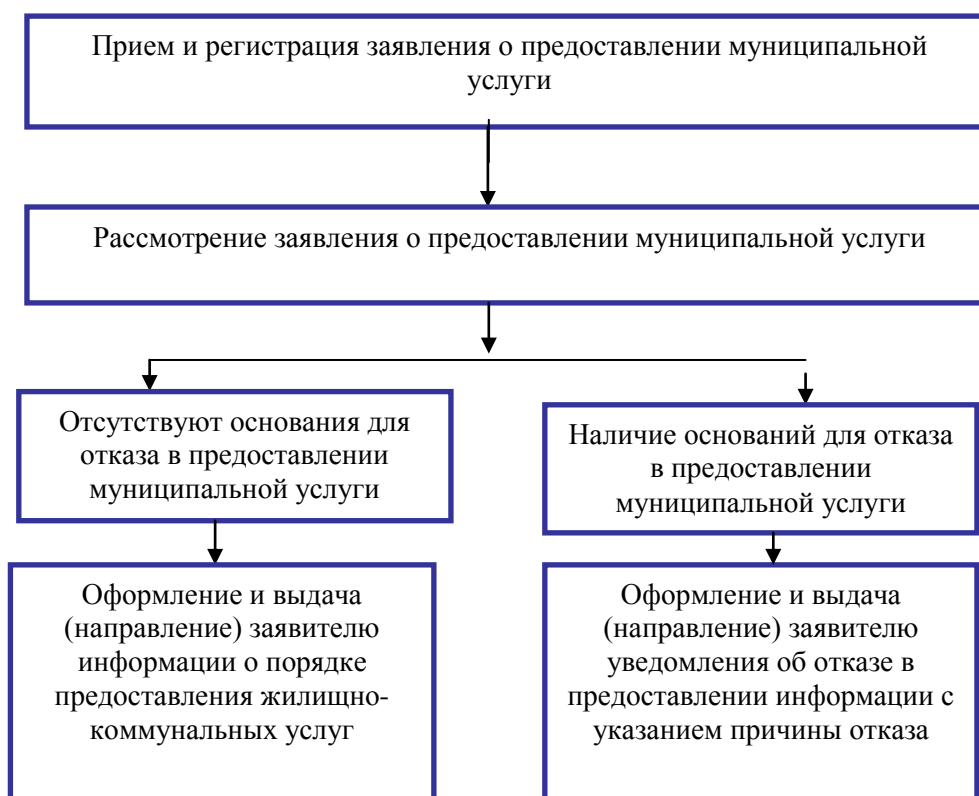 Прием и регистрация заявления о предоставлении муниципальной
услуги
Рассмотрение заявления о предоставлении муниципальной услуги
Отсутствуют основания для
отказа в предоставлении
муниципальной услуги
Наличие оснований для отказа
в предоставлении
муниципальной услуги
Оформление и выдача
(направление) заявителю
информации о порядке
предоставления жилищно-
коммунальных услуг
Оформление и выдача
(направление) заявителю
уведомления об отказе в
предоставлении информации с
указанием причины отказа